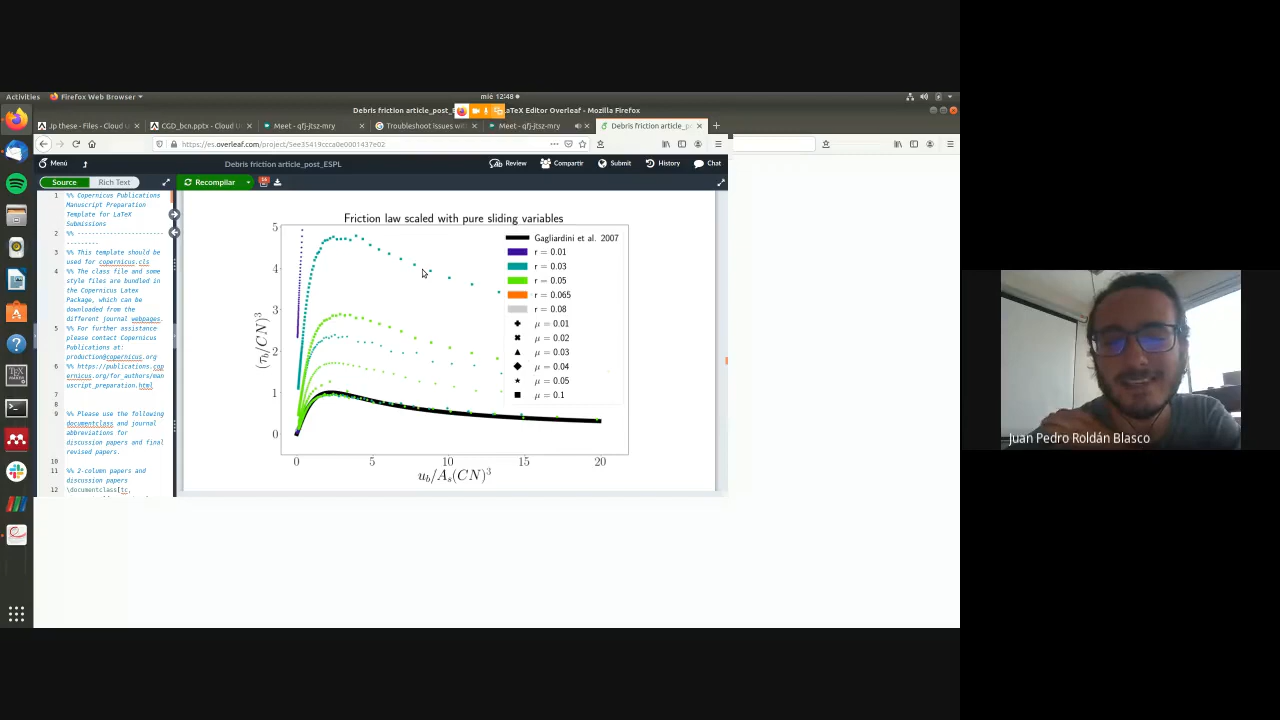 Activities
Firefox Web Browser
mié 12:48
Debris friction article_post_E
LaTeX Editor Overleaf - Mozilla Firefox
Jp these - Files - Cloud
CGD_bcn.pptx - Cloud
Meet - qfj-jtsz-mry
Troubleshoot issues
Meet - qfj-jtsz-mry
Debris friction article_p
https://es.overleaf.com/project/5ee35419ccca0e0001437e02
Menú
Debris friction article_post_ESPL
Review
Compartir
Submit
History
Chat
Source
Rich Text
Recompilar
1 %% Copernicus Publications
Manuscript Preparation
Template for LaTeX
Submissions
2 %% -------------------------
---------
3 %% This template should be
used for copernicus.cls
4 %% The class file and some
style files are bundled in
the Copernicus Latex
Package, which can be
downloaded from the
different journal webpages.
5 %% For further assistance
please contact Copernicus
Publications at:
production@copernicus.org
6 %% https://publications.cop
ernicus.org/for_authors/man
uscript_preparation.html
7
8
9 %% Please use the following
documentclass and journal
abbreviations for
discussion papers and final
revised papers.
10
11 %% 2-column papers and
discussion papers
12 \documentclass[tc,
Friction law scaled with pure sliding variables
5
4
3
2
1
0
(τb/CN)³
0 5 10 15 20
ub/As(CN)³
Gagliardini et al. 2007
r = 0.01
r = 0.03
r = 0.05
r = 0.065
r = 0.08
μ = 0.01
μ = 0.02
μ = 0.03
μ = 0.04
μ = 0.05
μ = 0.1
Juan Pedro Roldán Blasco